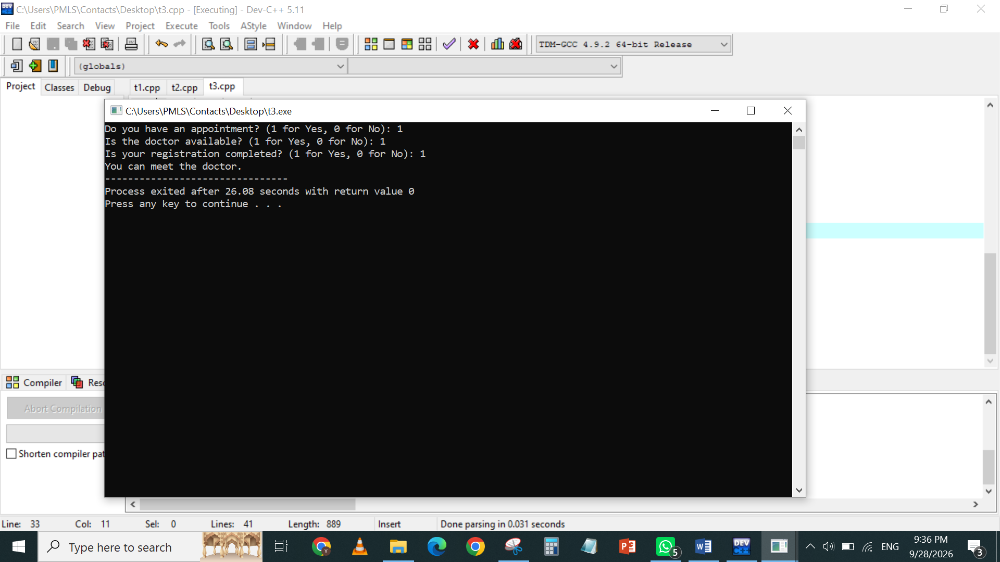 C:\Users\PMLS\Contacts\Desktop\t3.cpp - [Executing] - Dev-C++ 5.11
File Edit Search View Project Execute Tools AStyle Window Help
TDM-GCC 4.9.2 64-bit Release
(globals)
Project Classes Debug t1.cpp t2.cpp t3.cpp
C:\Users\PMLS\Contacts\Desktop\t3.exe
Do you have an appointment? (1 for Yes, 0 for No): 1
Is the doctor available? (1 for Yes, 0 for No): 1
Is your registration completed? (1 for Yes, 0 for No): 1
You can meet the doctor.
--------------------------------
Process exited after 26.08 seconds with return value 0
Press any key to continue . . .
Compiler Reso
Abort Compilation
Shorten compiler pat
Line: 33 Col: 11 Sel: 0 Lines: 41 Length: 889 Insert Done parsing in 0.031 seconds
Type here to search
Y
5
DEV
ENG
9:36 PM
9/28/2026
3